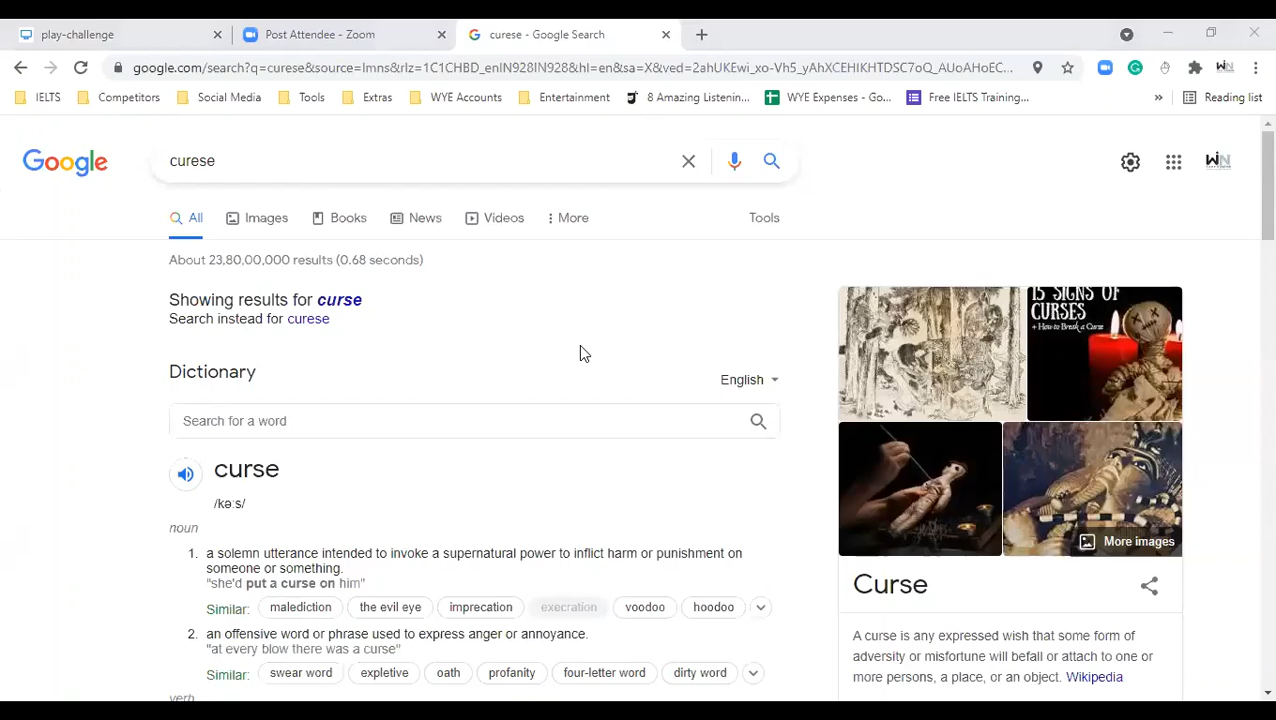 play-challenge
Post Attendee - Zoom
curese - Google Search
google.com/search?q=curese&source=lmns&rlz=1C1CHBD_enIN928IN928&hl=en&sa=X&ved=2ahUKEwi_xo-Vh5_yAhXCEHIKHTDSC7oQ_AUoAHoEC...
IELTS
Competitors
Social Media
Tools
Extras
WYE Accounts
Entertainment
8 Amazing Listenin...
WYE Expenses - Go...
Free IELTS Training...
»
Reading list
Google
curese
WIN
All
Images
Books
News
Videos
More
Tools
About 23,80,00,000 results (0.68 seconds)
Showing results for curse
Search instead for curese
Dictionary
English
Search for a word
curse
/kəːs/
noun
1. a solemn utterance intended to invoke a supernatural power to inflict harm or punishment on
someone or something.
"she'd put a curse on him"
Similar: malediction the evil eye imprecation execration voodoo hoodoo
2. an offensive word or phrase used to express anger or annoyance.
"at every blow there was a curse"
Similar: swear word expletive oath profanity four-letter word dirty word
verb
15 SIGNS OF
CURSES
+ How to Break a Curse
More images
Curse
A curse is any expressed wish that some form of
adversity or misfortune will befall or attach to one or
more persons, a place, or an object. Wikipedia